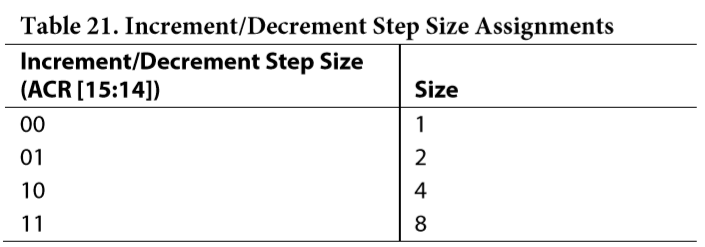 Table 21. Increment/Decrement Step Size Assignments
Increment/Decrement Step Size
(ACR [15:14]) Size
00 1
01 2
10 4
11 8